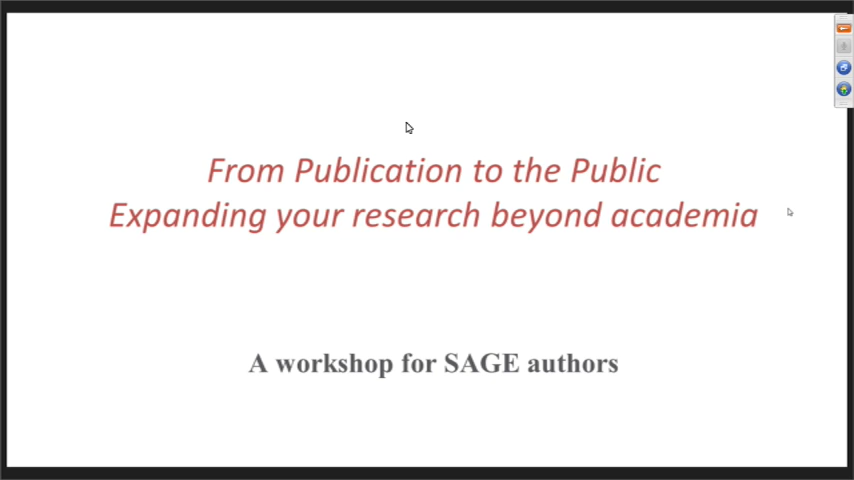 From Publication to the Public
Expanding your research beyond academia
A workshop for SAGE authors